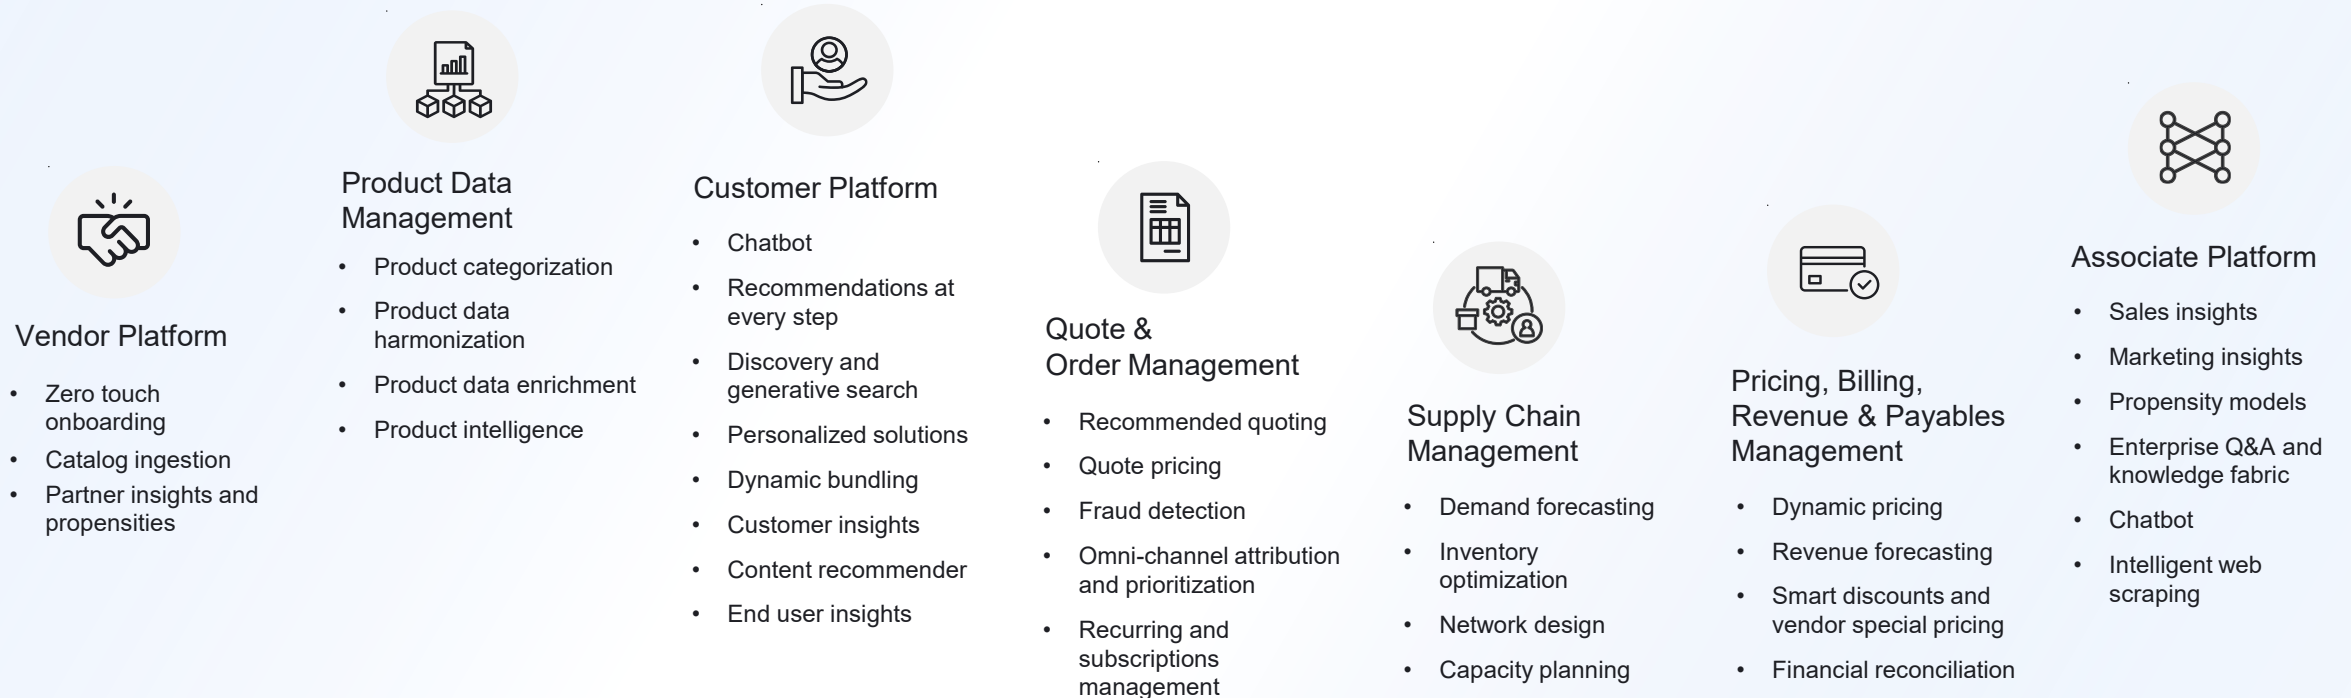 Vendor Platform
• Zero touch
onboarding
• Catalog ingestion
• Partner insights and
propensities
Product Data
Management
• Product categorization
• Product data
harmonization
• Product data enrichment
• Product intelligence
Customer Platform
• Chatbot
• Recommendations at
every step
• Discovery and
generative search
• Personalized solutions
• Dynamic bundling
• Customer insights
• Content recommender
• End user insights
Quote &
Order Management
• Recommended quoting
• Quote pricing
• Fraud detection
• Omni-channel attribution
and prioritization
• Recurring and
subscriptions
management
Supply Chain
Management
• Demand forecasting
• Inventory
optimization
• Network design
• Capacity planning
Pricing, Billing,
Revenue & Payables
Management
• Dynamic pricing
• Revenue forecasting
• Smart discounts and
vendor special pricing
• Financial reconciliation
Associate Platform
• Sales insights
• Marketing insights
• Propensity models
• Enterprise Q&A and
knowledge fabric
• Chatbot
• Intelligent web
scraping